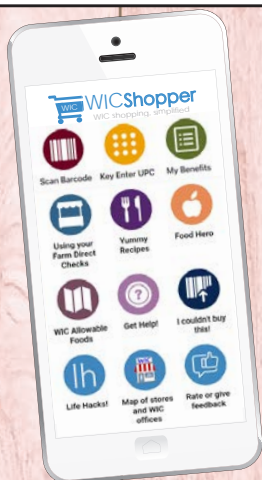 WIC
WICShopper
WIC shopping, simplified
Scan Barcode
Key Enter UPC
My Benefits
Using your
Farm Direct
Checks
Yummy
Recipes
Food Hero
WIC Allowable
Foods
Get Help!
I couldn't buy
this!
lh
Life Hacks!
Map of stores
and WIC
offices
Rate or give
feedback